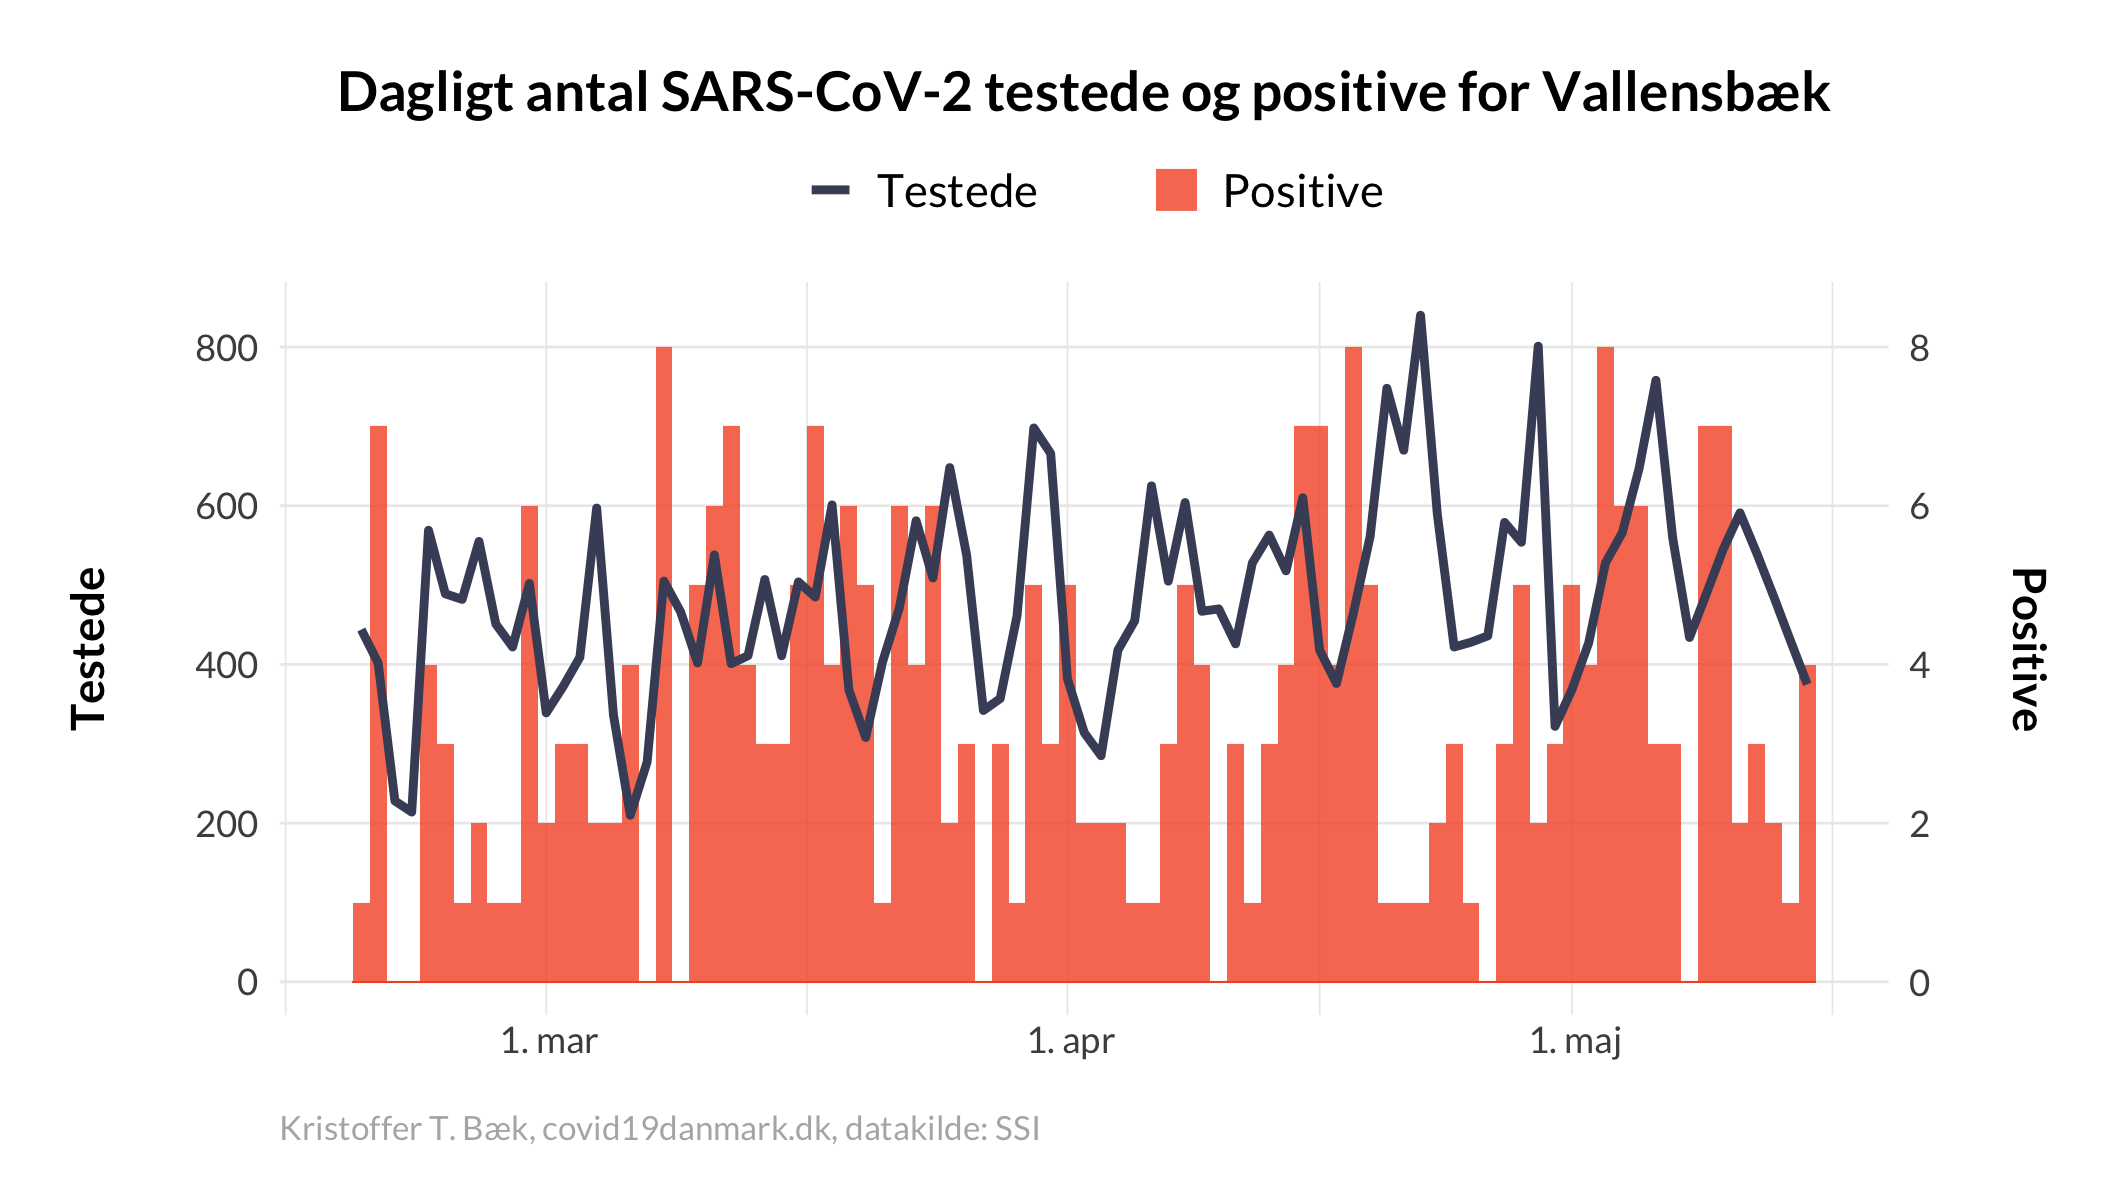 Dagligt antal SARS-CoV-2 testede og positive for Vallensbæk
Testede Positive
800 8
600 6
400 4
200 2
0 0
Testede
Positive
1. mar 1. apr 1. maj
Kristoffer T. Bæk, covid19danmark.dk, datakilde: SSI